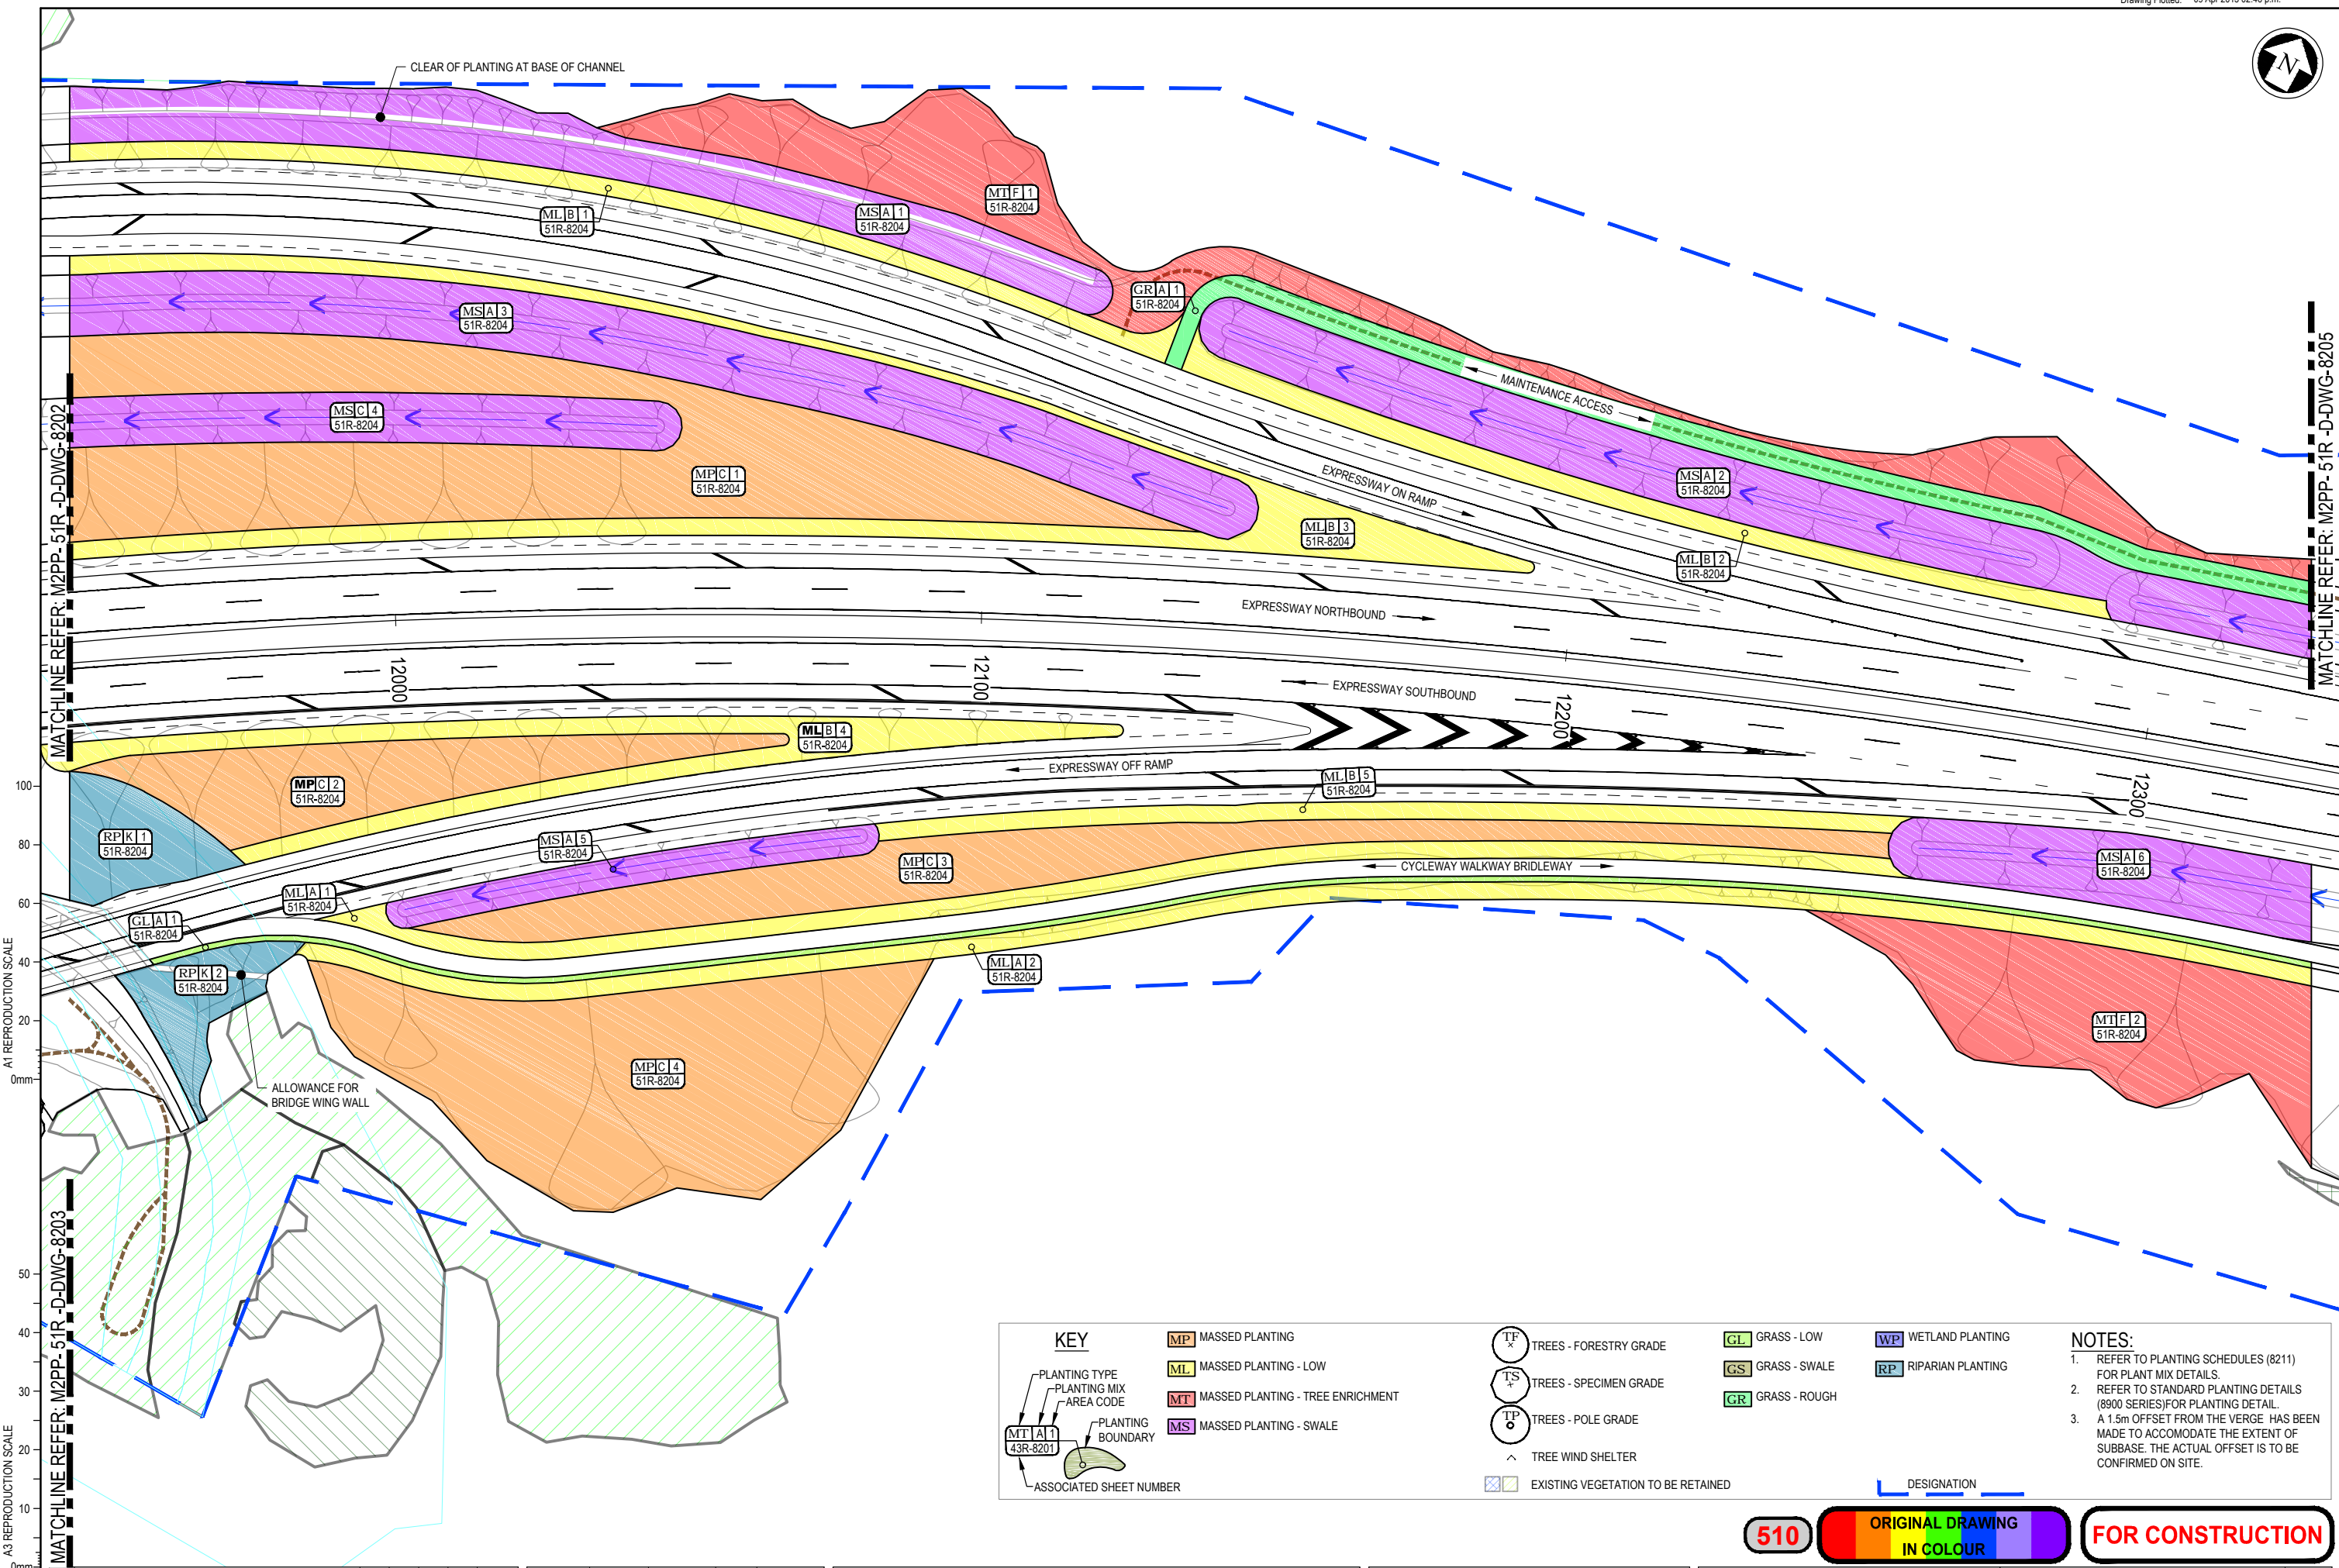 CLEAR OF PLANTING AT BASE OF CHANNEL
N
MT F 1
51R-8204
ML B 1
51R-8204
MS A 1
51R-8204
GR A 1
51R-8204
MS A 3
51R-8204
MAINTENANCE ACCESS
MS C 4
51R-8204
MP C 1
51R-8204
EXPRESSWAY ON RAMP
MS A 2
51R-8204
ML B 3
51R-8204
ML B 2
51R-8204
MATCHLINE REFER: M2PP- 51R -D-DWG-8202
MATCHLINE REFER: M2PP- 51R -D-DWG-8205
EXPRESSWAY NORTHBOUND
12000
12100
EXPRESSWAY SOUTHBOUND
12200
12300
ML B 4
51R-8204
EXPRESSWAY OFF RAMP
MP C 2
51R-8204
ML B 5
51R-8204
RP K 1
51R-8204
MS A 5
51R-8204
MP C 3
51R-8204
CYCLEWAY WALKWAY BRIDLEWAY
MS A 6
51R-8204
ML A 1
51R-8204
GL A 1
51R-8204
RP K 2
51R-8204
ML A 2
51R-8204
MT F 2
51R-8204
MP C 4
51R-8204
ALLOWANCE FOR
BRIDGE WING WALL
100
80
60
40
20
0mm
A1 REPRODUCTION SCALE
50
40
30
20
10
0mm
A3 REPRODUCTION SCALE
MATCHLINE REFER: M2PP- 51R -D-DWG-8203
KEY
PLANTING TYPE
PLANTING MIX
AREA CODE
PLANTING
BOUNDARY
MT A 1
43R-8201
ASSOCIATED SHEET NUMBER
MP MASSED PLANTING
ML MASSED PLANTING - LOW
MT MASSED PLANTING - TREE ENRICHMENT
MS MASSED PLANTING - SWALE
TF TREES - FORESTRY GRADE
TS TREES - SPECIMEN GRADE
TP TREES - POLE GRADE
TREE WIND SHELTER
EXISTING VEGETATION TO BE RETAINED
GL GRASS - LOW
GS GRASS - SWALE
GR GRASS - ROUGH
WP WETLAND PLANTING
RP RIPARIAN PLANTING
DESIGNATION
NOTES:
1. REFER TO PLANTING SCHEDULES (8211)
FOR PLANT MIX DETAILS.
2. REFER TO STANDARD PLANTING DETAILS
(8900 SERIES)FOR PLANTING DETAIL.
3. A 1.5m OFFSET FROM THE VERGE HAS BEEN
MADE TO ACCOMODATE THE EXTENT OF
SUBBASE. THE ACTUAL OFFSET IS TO BE
CONFIRMED ON SITE.
510
ORIGINAL DRAWING
IN COLOUR
FOR CONSTRUCTION